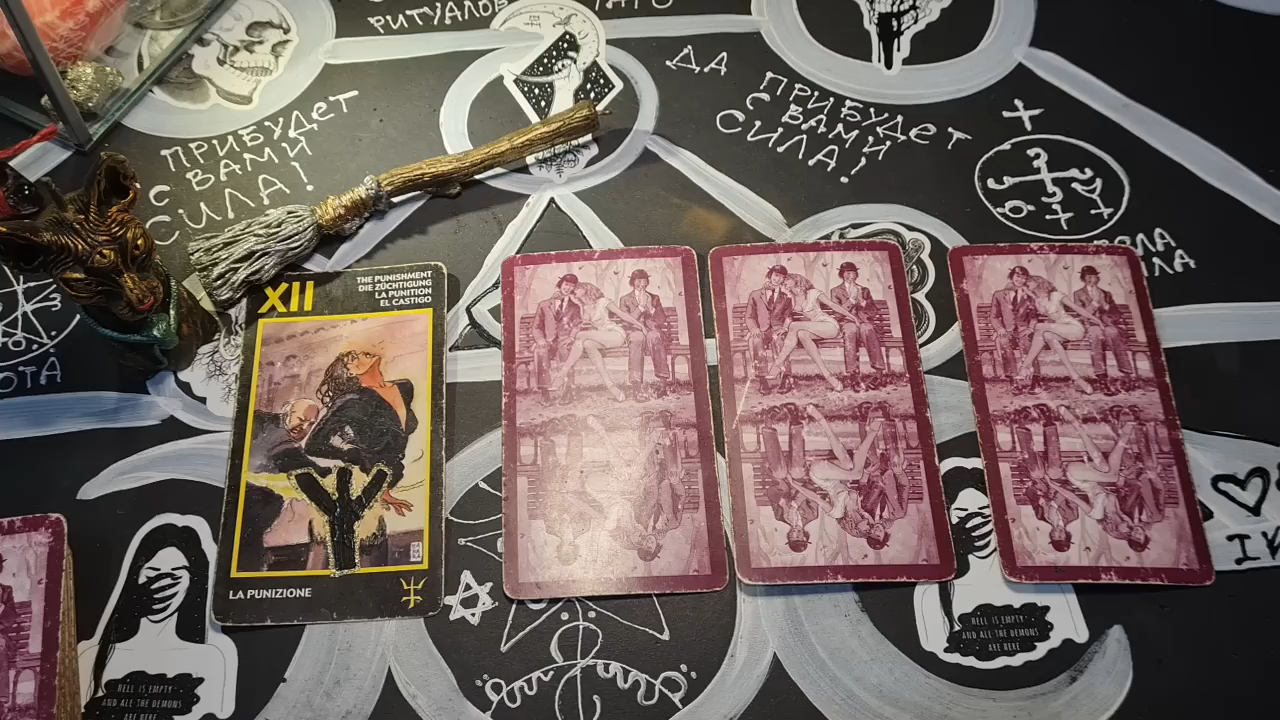 РИТУАЛОВ
ДА ПРИБУДЕТ
С ВАМИ
СИЛА!
ПРИБУДЕТ
С ВАМИ
СИЛА!
XII
THE PUNISHMENT
DIE ZÜCHTIGUNG
LA PUNITION
EL CASTIGO
LA PUNIZIONE
HELL IS EMPTY
AND ALL THE DEMONS
ARE HERE
HELL IS EMPTY
AND ALL THE DEMONS
ARE HERE